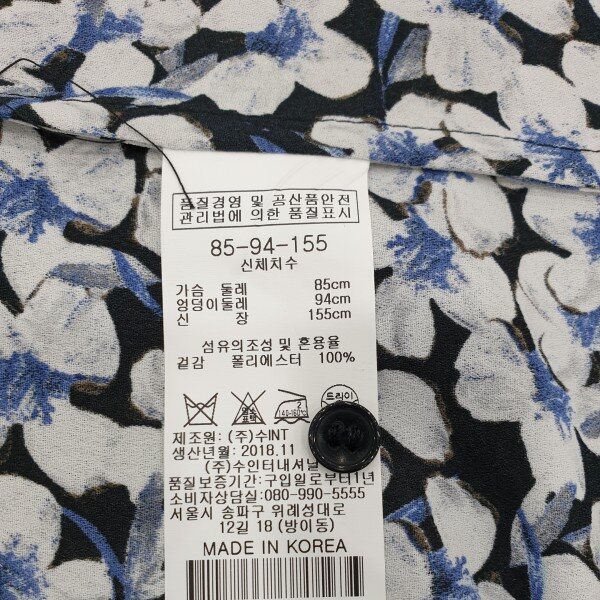 품질경영 및 공산품안전
관리법에 의한 품질표시
85-94-155
신체치수
가슴 둘레 85cm
엉덩이둘레 94cm
신 장 155cm
섬유의조성 및 혼용율
겉감 폴리에스터 100%
드라이
제조원: (주)수INT
생산년월: 2018.11
(주)수인터내셔날
품질보증기간:구입일로부터1년
소비자상담실:080-990-5555
서울시 송파구 위례성대로
12길 18 (방이동)
MADE IN KOREA